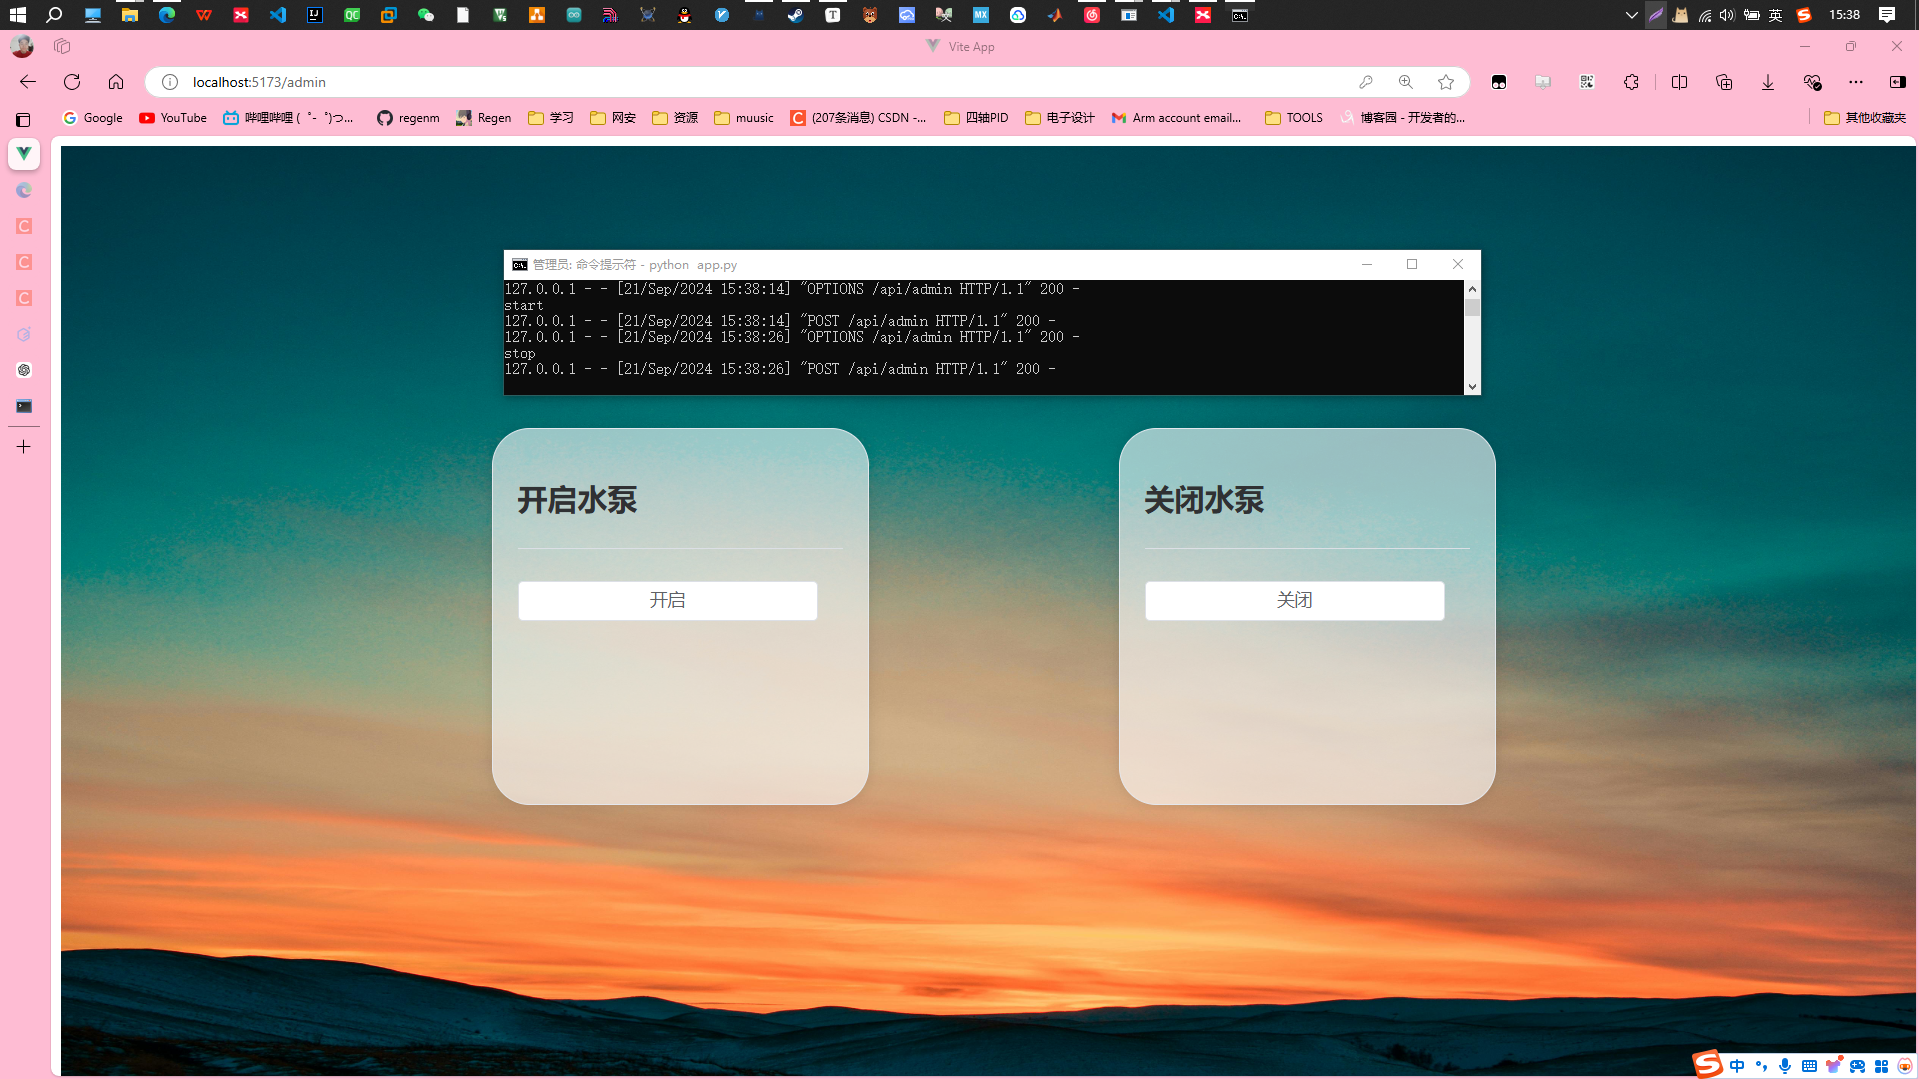 英
15:38
Vite App
localhost:5173/admin
Google
YouTube
哔哩哔哩 (゜-゜)つ...
regenm
Regen
学习
网安
资源
muusic
(207条消息) CSDN -...
四轴PID
电子设计
Arm account email...
TOOLS
博客园 - 开发者的...
其他收藏夹
管理员: 命令提示符 - python  app.py
127.0.0.1 - - [21/Sep/2024 15:38:14] "OPTIONS /api/admin HTTP/1.1" 200 -
start
127.0.0.1 - - [21/Sep/2024 15:38:14] "POST /api/admin HTTP/1.1" 200 -
127.0.0.1 - - [21/Sep/2024 15:38:26] "OPTIONS /api/admin HTTP/1.1" 200 -
stop
127.0.0.1 - - [21/Sep/2024 15:38:26] "POST /api/admin HTTP/1.1" 200 -
开启水泵
开启
关闭水泵
关闭
中